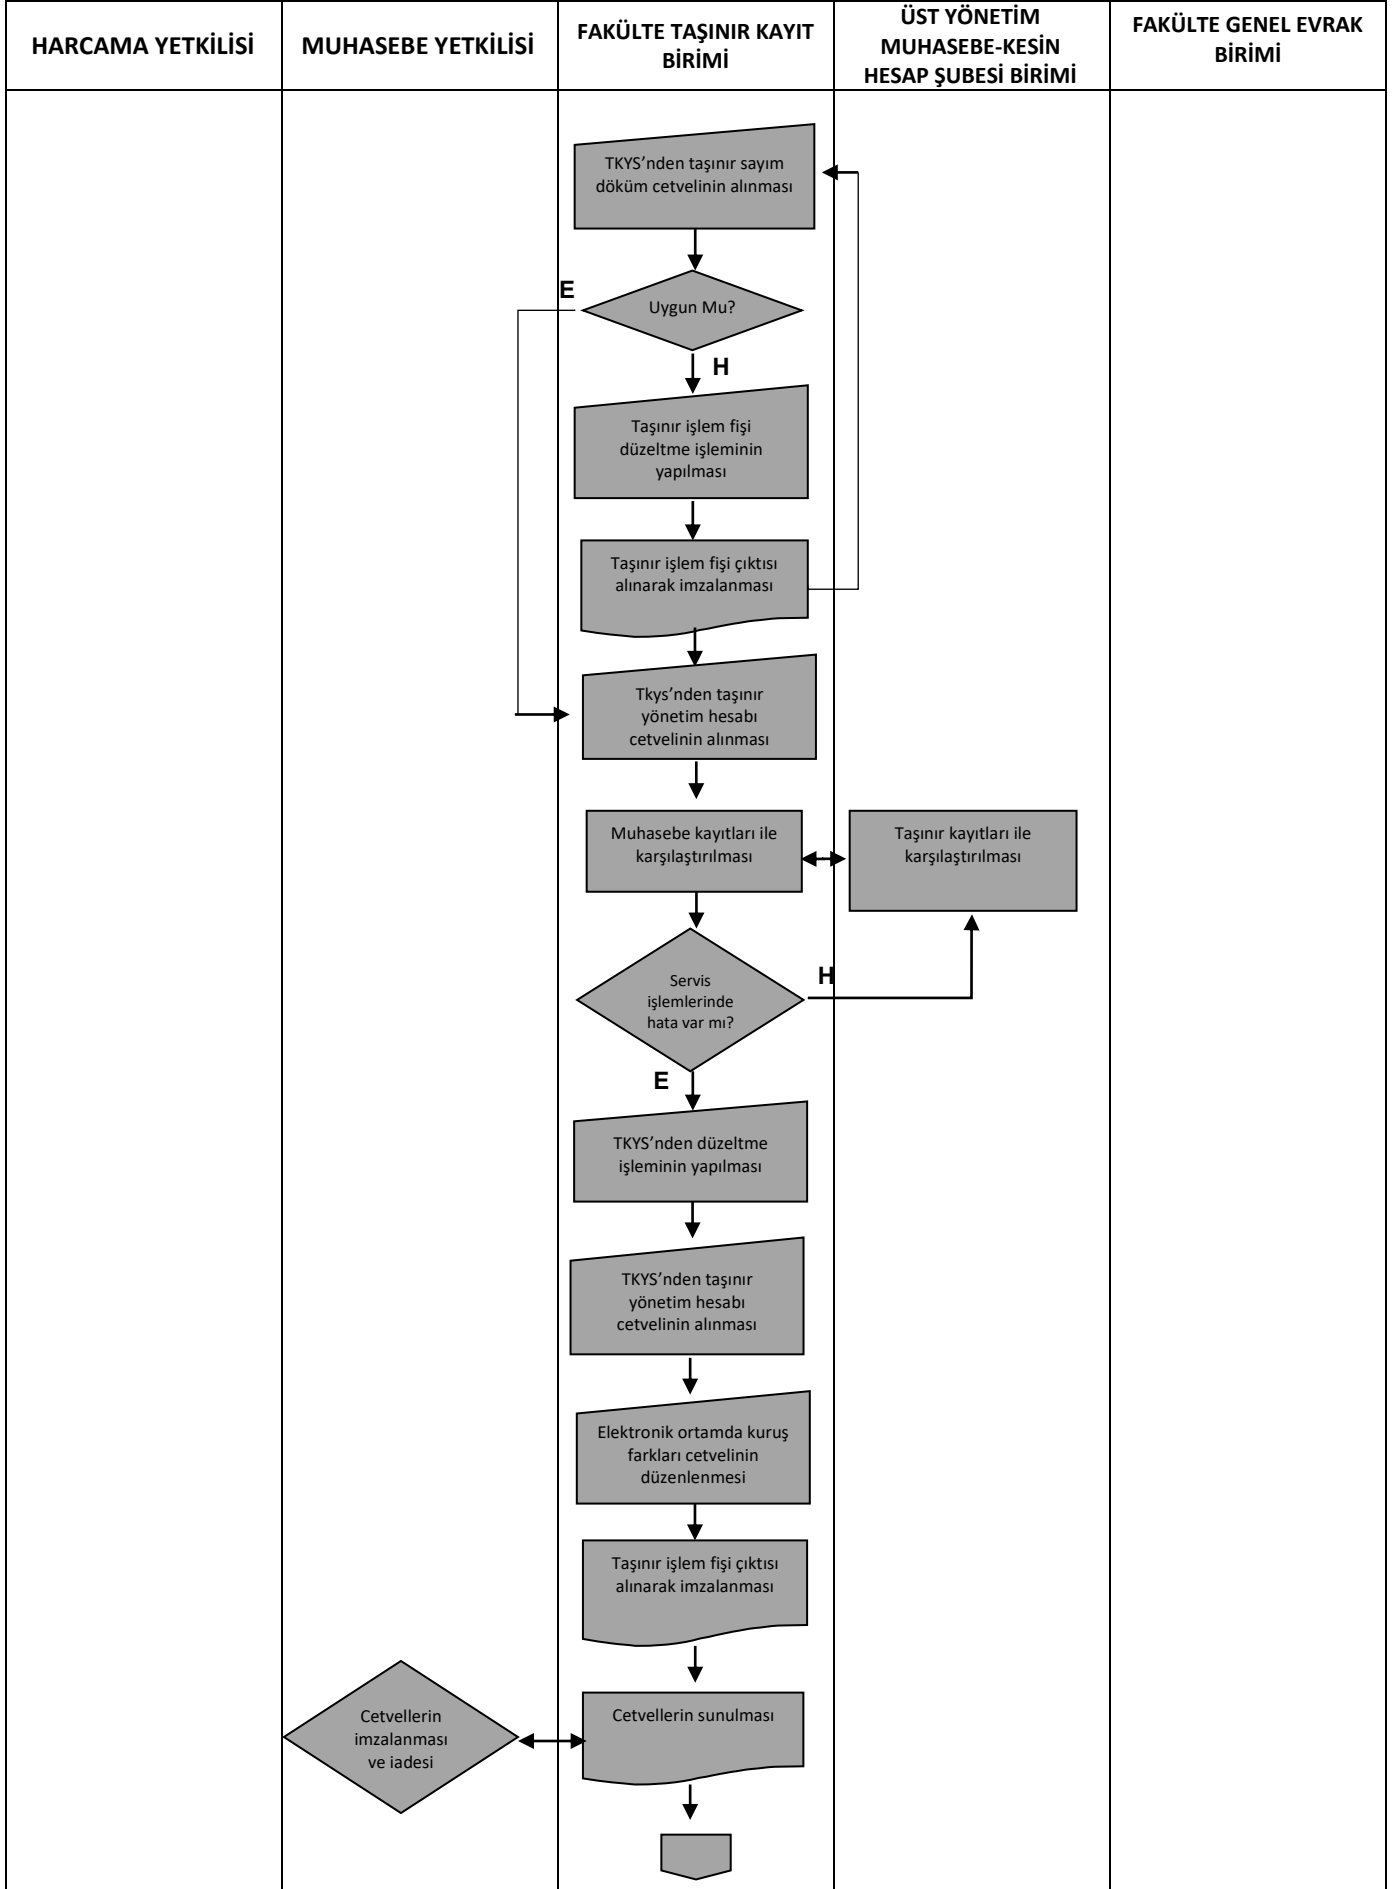 HARCAMA YETKİLİSİ
MUHASEBE YETKİLİSİ
FAKÜLTE TAŞINIR KAYIT
BİRİMİ
ÜST YÖNETİM
MUHASEBE-KESİN
HESAP ŞUBESİ BİRİMİ
FAKÜLTE GENEL EVRAK
BİRİMİ
TKYS’nden taşınır sayım
döküm cetvelinin alınması
E
Uygun Mu?
H
Taşınır işlem fişi
düzeltme işleminin
yapılması
Taşınır işlem fişi çıktısı
alınarak imzalanması
Tkys’nden taşınır
yönetim hesabı
cetvelinin alınması
Muhasebe kayıtları ile
karşılaştırılması
Taşınır kayıtları ile
karşılaştırılması
Servis
işlemlerinde
hata var mı?
H
E
TKYS’nden düzeltme
işleminin yapılması
TKYS’nden taşınır
yönetim hesabı
cetvelinin alınması
Elektronik ortamda kuruş
farkları cetvelinin
düzenlenmesi
Taşınır işlem fişi çıktısı
alınarak imzalanması
Cetvellerin
imzalanması
ve iadesi
Cetvellerin sunulması